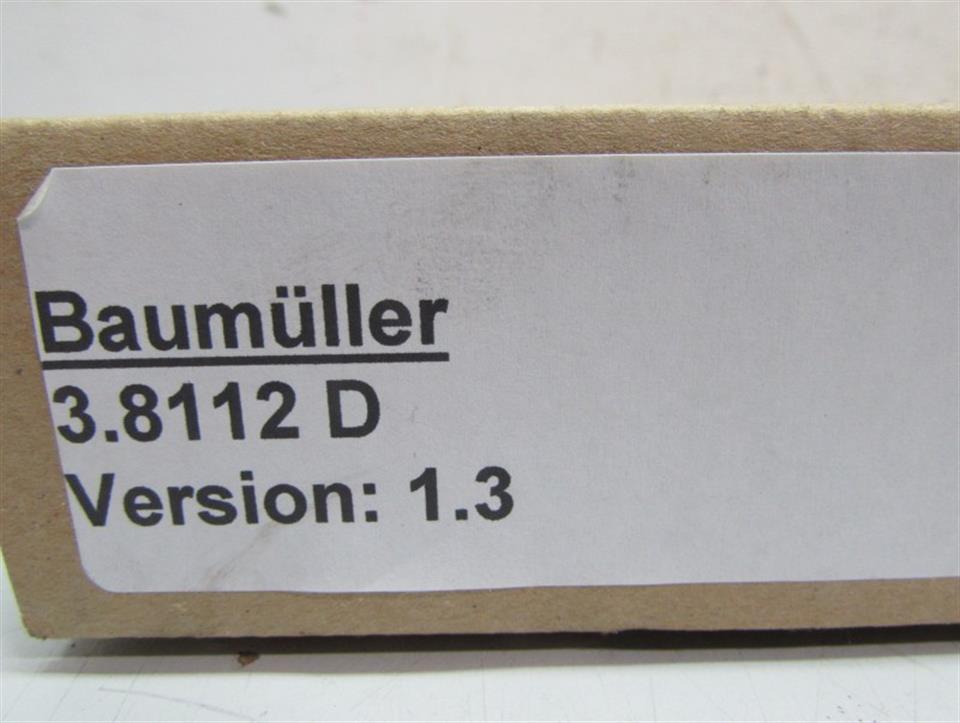 Baumüller
3.8112 D
Version: 1.3